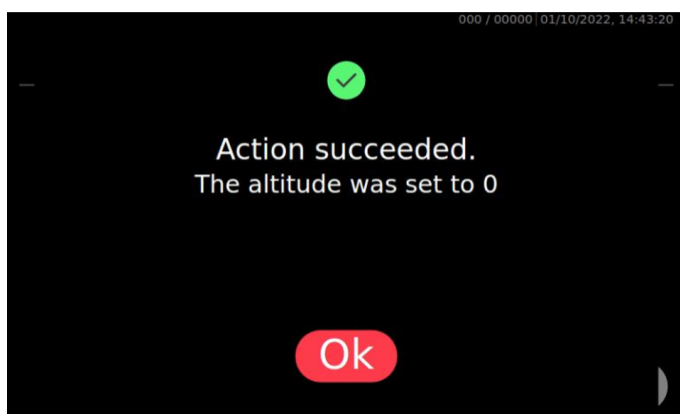 000 / 00000 01/10/2022, 14:43:20
Action succeeded.
The altitude was set to 0
Ok